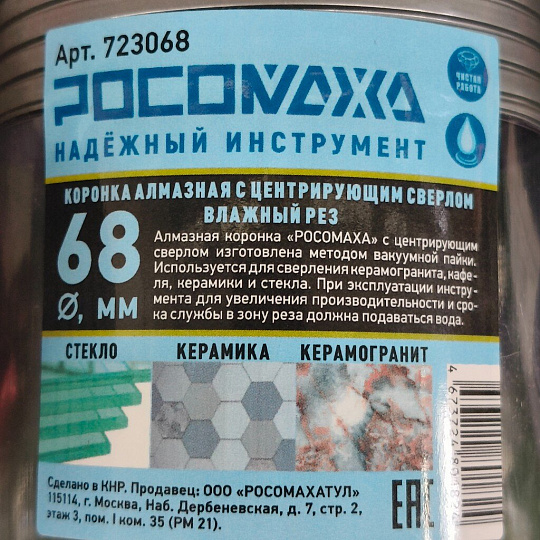 Арт. 723068
РОСОМАХА
НАДЁЖНЫЙ ИНСТРУМЕНТ
ЧИСТАЯ
РАБОТА
КОРОНКА АЛМАЗНАЯ С ЦЕНТРИРУЮЩИМ СВЕРЛОМ
ВЛАЖНЫЙ РЕЗ
68
Ø, ММ
Алмазная коронка «РОСОМАХА» с центрирующим
сверлом изготовлена методом вакуумной пайки.
Используется для сверления керамогранита, кафе-
ля, керамики и стекла. При эксплуатации инстру-
мента для увеличения производительности и сро-
ка службы в зону реза должна подаваться вода.
СТЕКЛО
КЕРАМИКА
КЕРАМОГРАНИТ
Сделано в КНР. Продавец: ООО «РОСОМАХАТУЛ»
115114, г. Москва, Наб. Дербеневская, д. 7, стр. 2,
этаж 3, пом. I ком. 35 (РМ 21).
EAC